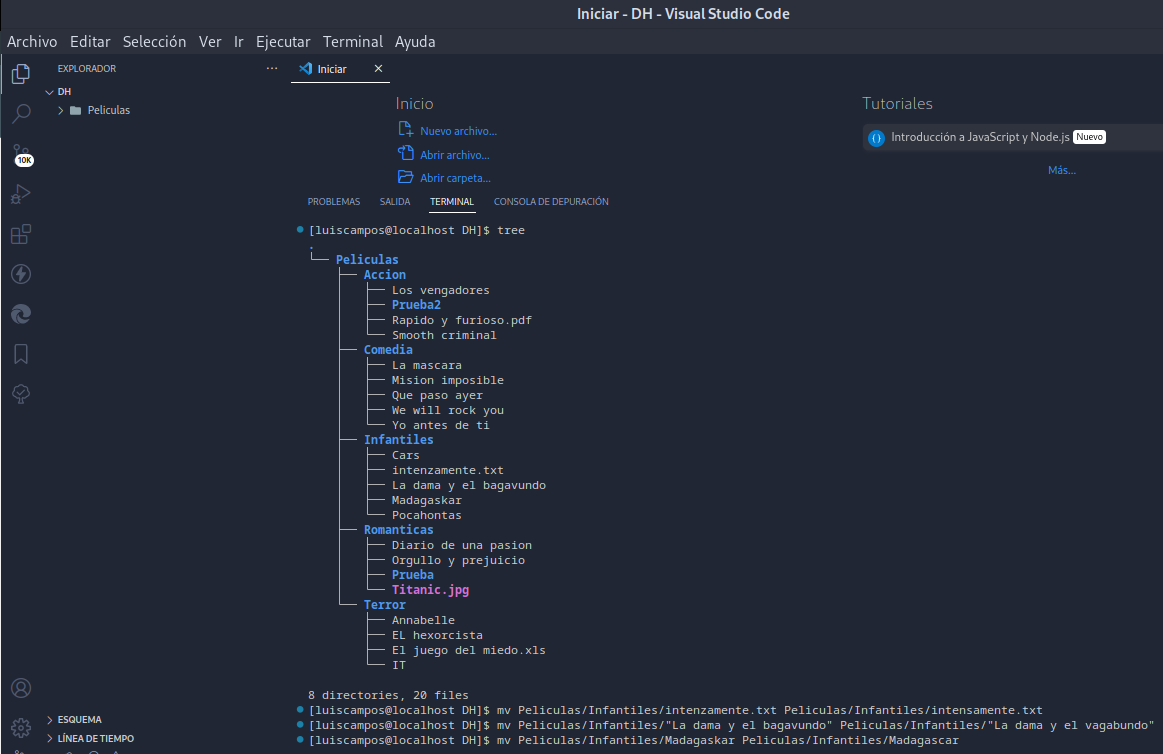 Iniciar - DH - Visual Studio Code
Archivo Editar Selección Ver Ir Ejecutar Terminal Ayuda
EXPLORADOR ···
Iniciar
DH
Peliculas
10K
Inicio
Nuevo archivo...
Abrir archivo...
Abrir carpeta...
Tutoriales
Introducción a JavaScript y Node.js Nuevo
Más...
PROBLEMAS SALIDA TERMINAL CONSOLA DE DEPURACIÓN
[luiscampos@localhost DH]$ tree
.
└── Peliculas
    ├── Accion
    │   ├── Los vengadores
    │   ├── Prueba2
    │   ├── Rapido y furioso.pdf
    │   └── Smooth criminal
    ├── Comedia
    │   ├── La mascara
    │   ├── Mision imposible
    │   ├── Que paso ayer
    │   ├── We will rock you
    │   └── Yo antes de ti
    ├── Infantiles
    │   ├── Cars
    │   ├── intenzamente.txt
    │   ├── La dama y el bagavundo
    │   ├── Madagaskar
    │   └── Pocahontas
    ├── Romanticas
    │   ├── Diario de una pasion
    │   ├── Orgullo y prejuicio
    │   ├── Prueba
    │   └── Titanic.jpg
    └── Terror
        ├── Annabelle
        ├── EL hexorcista
        ├── El juego del miedo.xls
        └── IT
8 directories, 20 files
[luiscampos@localhost DH]$ mv Peliculas/Infantiles/intenzamente.txt Peliculas/Infantiles/intensamente.txt
[luiscampos@localhost DH]$ mv Peliculas/Infantiles/"La dama y el bagavundo" Peliculas/Infantiles/"La dama y el vagabundo"
[luiscampos@localhost DH]$ mv Peliculas/Infantiles/Madagaskar Peliculas/Infantiles/Madagascar
ESQUEMA
LÍNEA DE TIEMPO